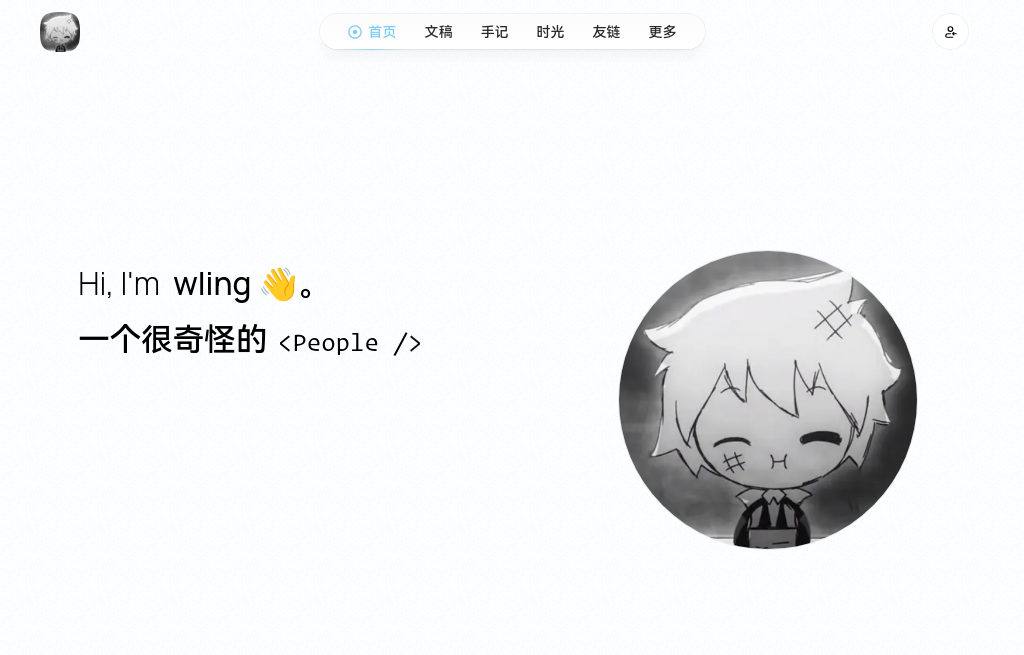 首页 文稿 手记 时光 友链 更多
Hi, I'm wling 👋。
一个很奇怪的 <People />